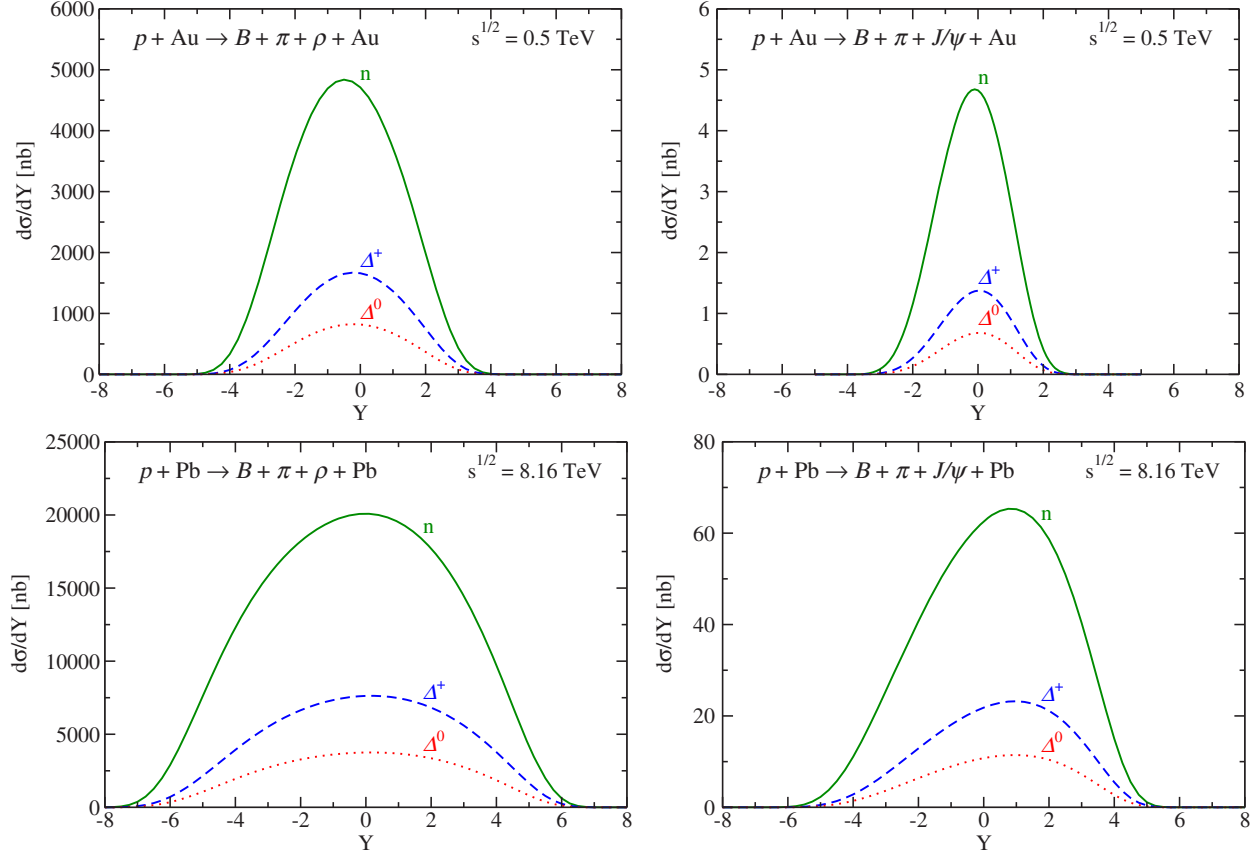 p + Au → B + π + ρ + Au s^{1/2} = 0.5 TeV
dσ/dY [nb]
6000
5000
4000
3000
2000
1000
0
n
Δ^+
Δ^0
-8 -6 -4 -2 0 2 4 6 8
Y
p + Au → B + π + J/ψ + Au s^{1/2} = 0.5 TeV
dσ/dY [nb]
6
5
4
3
2
1
0
n
Δ^+
Δ^0
-8 -6 -4 -2 0 2 4 6 8
Y
p + Pb → B + π + ρ + Pb s^{1/2} = 8.16 TeV
dσ/dY [nb]
25000
20000
15000
10000
5000
0
n
Δ^+
Δ^0
-8 -6 -4 -2 0 2 4 6 8
Y
p + Pb → B + π + J/ψ + Pb s^{1/2} = 8.16 TeV
dσ/dY [nb]
80
60
40
20
0
n
Δ^+
Δ^0
-8 -6 -4 -2 0 2 4 6 8
Y